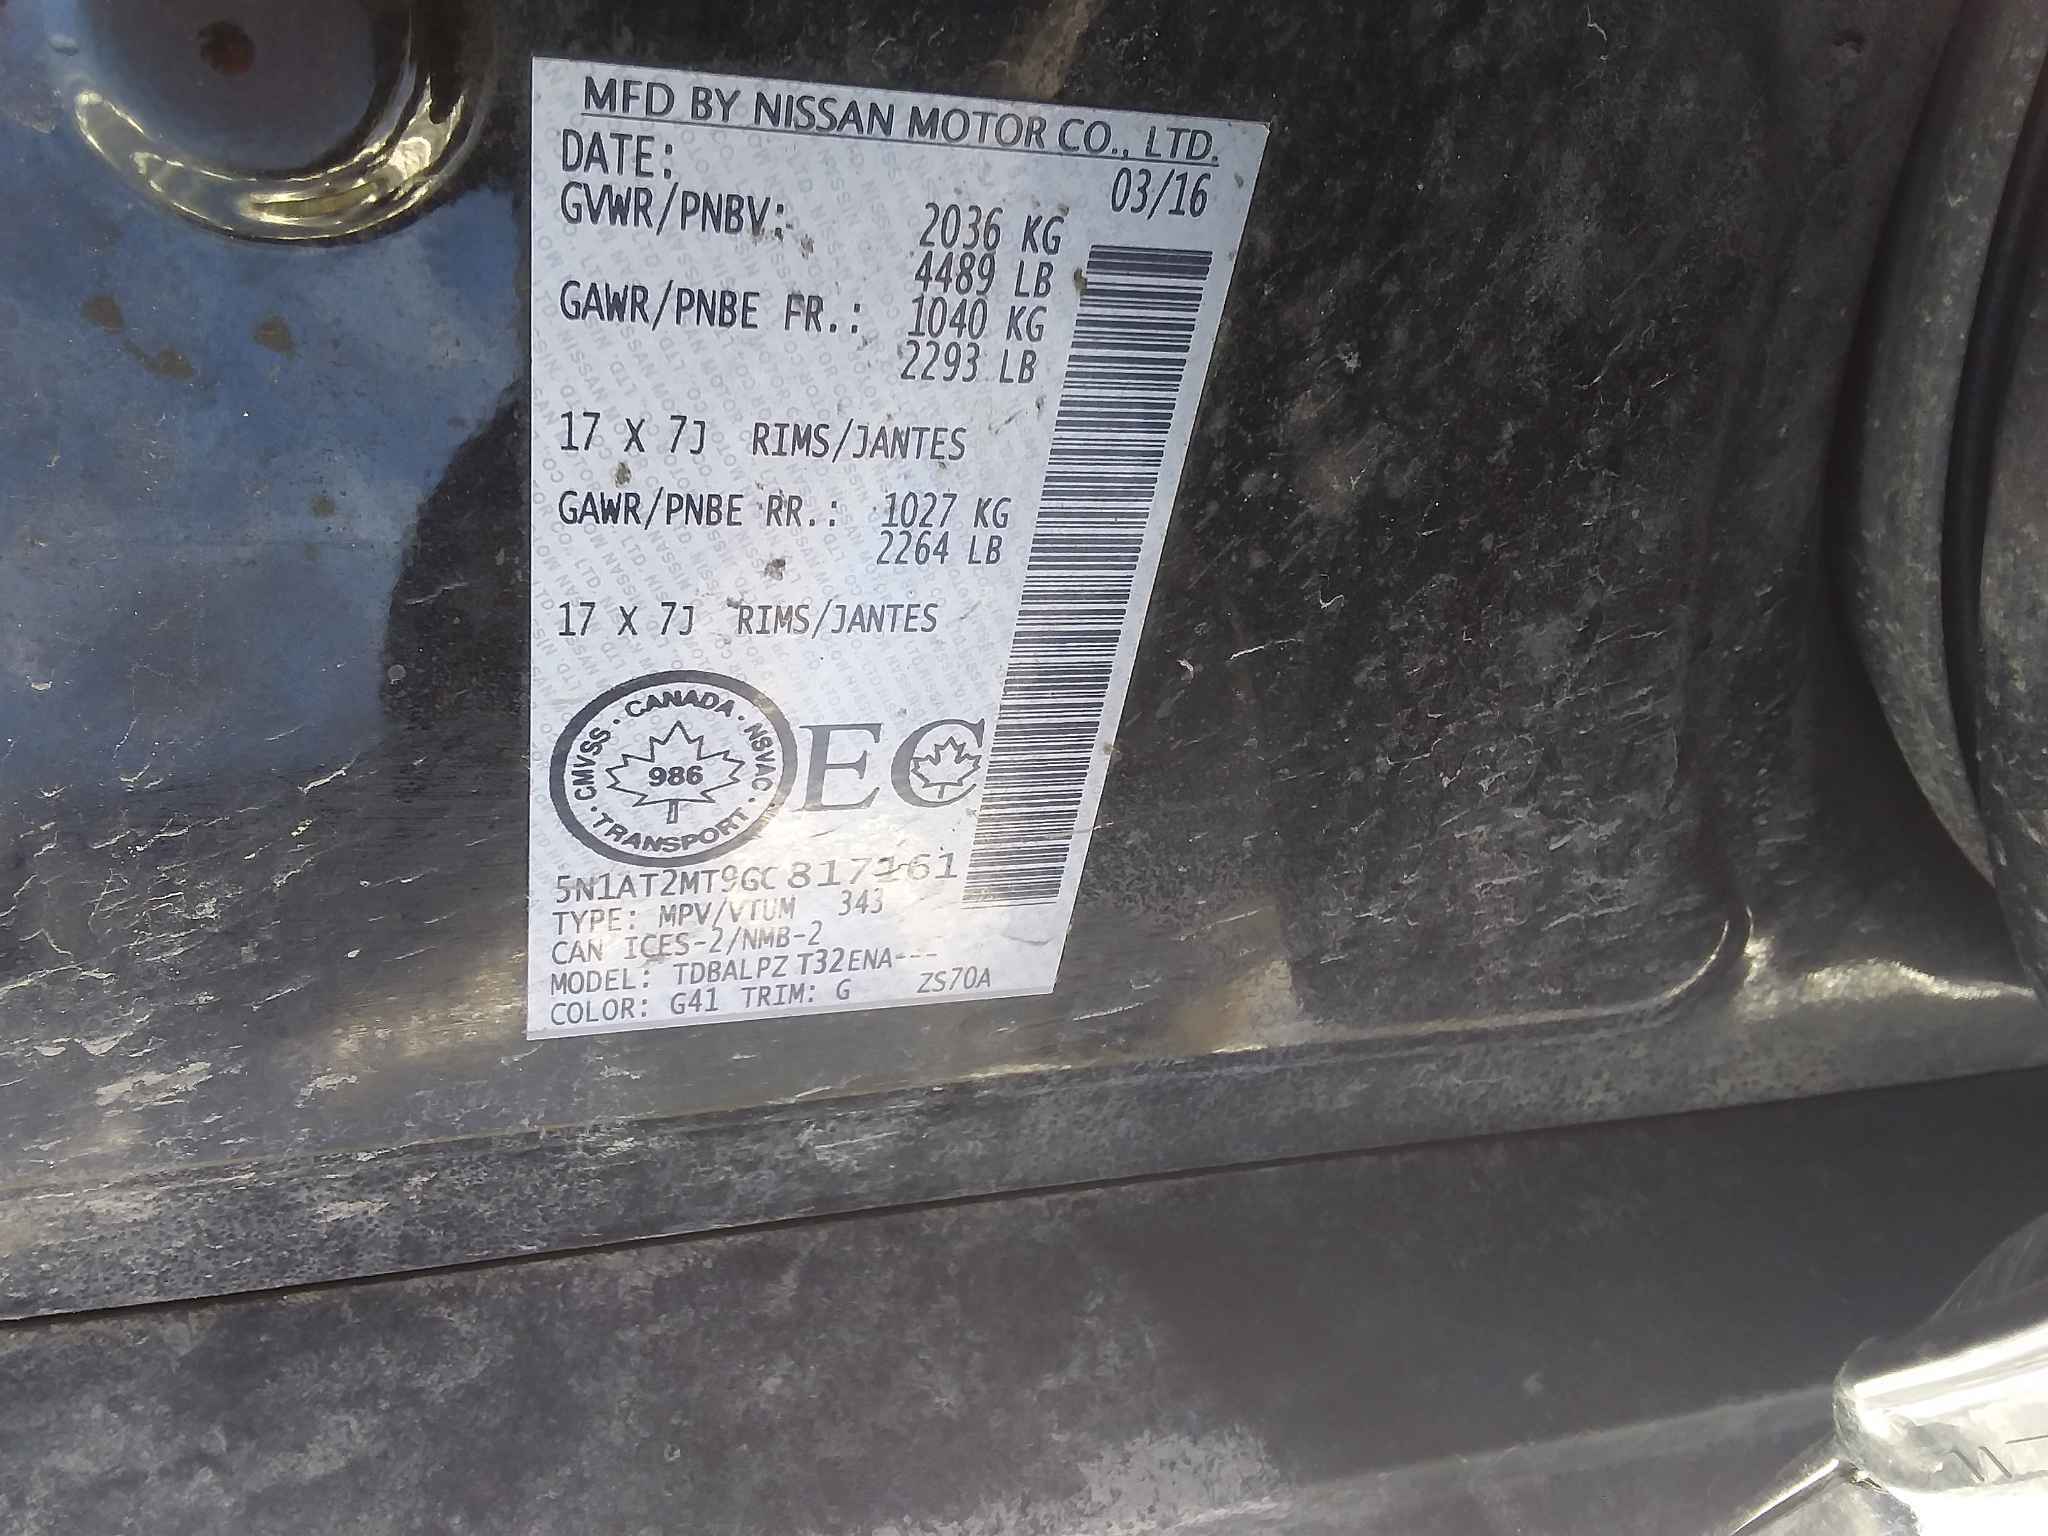 MFD BY NISSAN MOTOR CO., LTD.
DATE: 03/16
GVWR/PNBV: 2036 KG
4489 LB
GAWR/PNBE FR.: 1040 KG
2293 LB
17 X 7J RIMS/JANTES
GAWR/PNBE RR.: 1027 KG
2264 LB
17 X 7J RIMS/JANTES
CANADA · NSVAC · TRANSPORT · CMVSS ·
986
EC
5N1AT2MT9GC817161
TYPE: MPV/VTUM 343
CAN ICES-2/NMB-2
MODEL: TDBALPZ T32ENA---
COLOR: G41 TRIM: G ZS70A